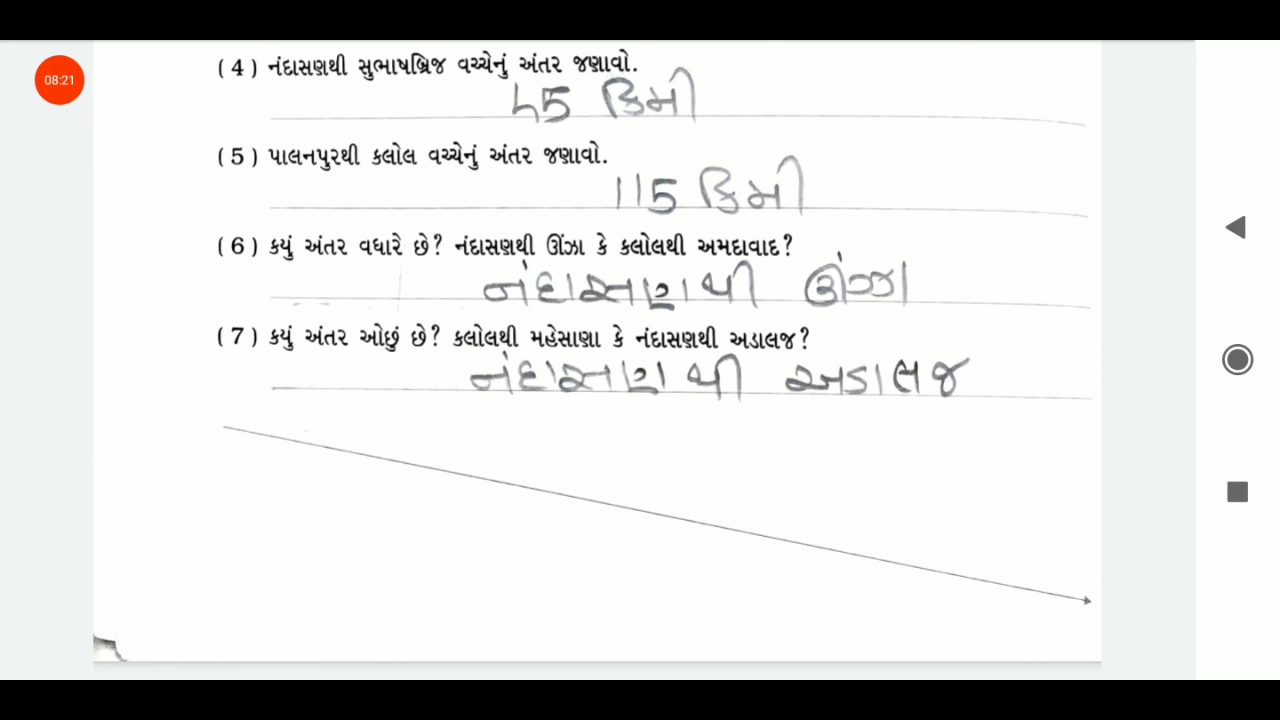 08:21
( 4 ) નંદાસણથી સુભાષબ્રિજ વચ્ચેનું અંતર જણાવો.
45 કિમી
( 5 ) પાલનપુરથી કલોલ વચ્ચેનું અંતર જણાવો.
115 કિમી
( 6 ) કયું અંતર વધારે છે? નંદાસણથી ઊંઝા કે કલોલથી અમદાવાદ?
નંદાસણથી ઊંઝા
( 7 ) કયું અંતર ઓછું છે? કલોલથી મહેસાણા કે નંદાસણથી અડાલજ?
નંદાસણથી અડાલજ